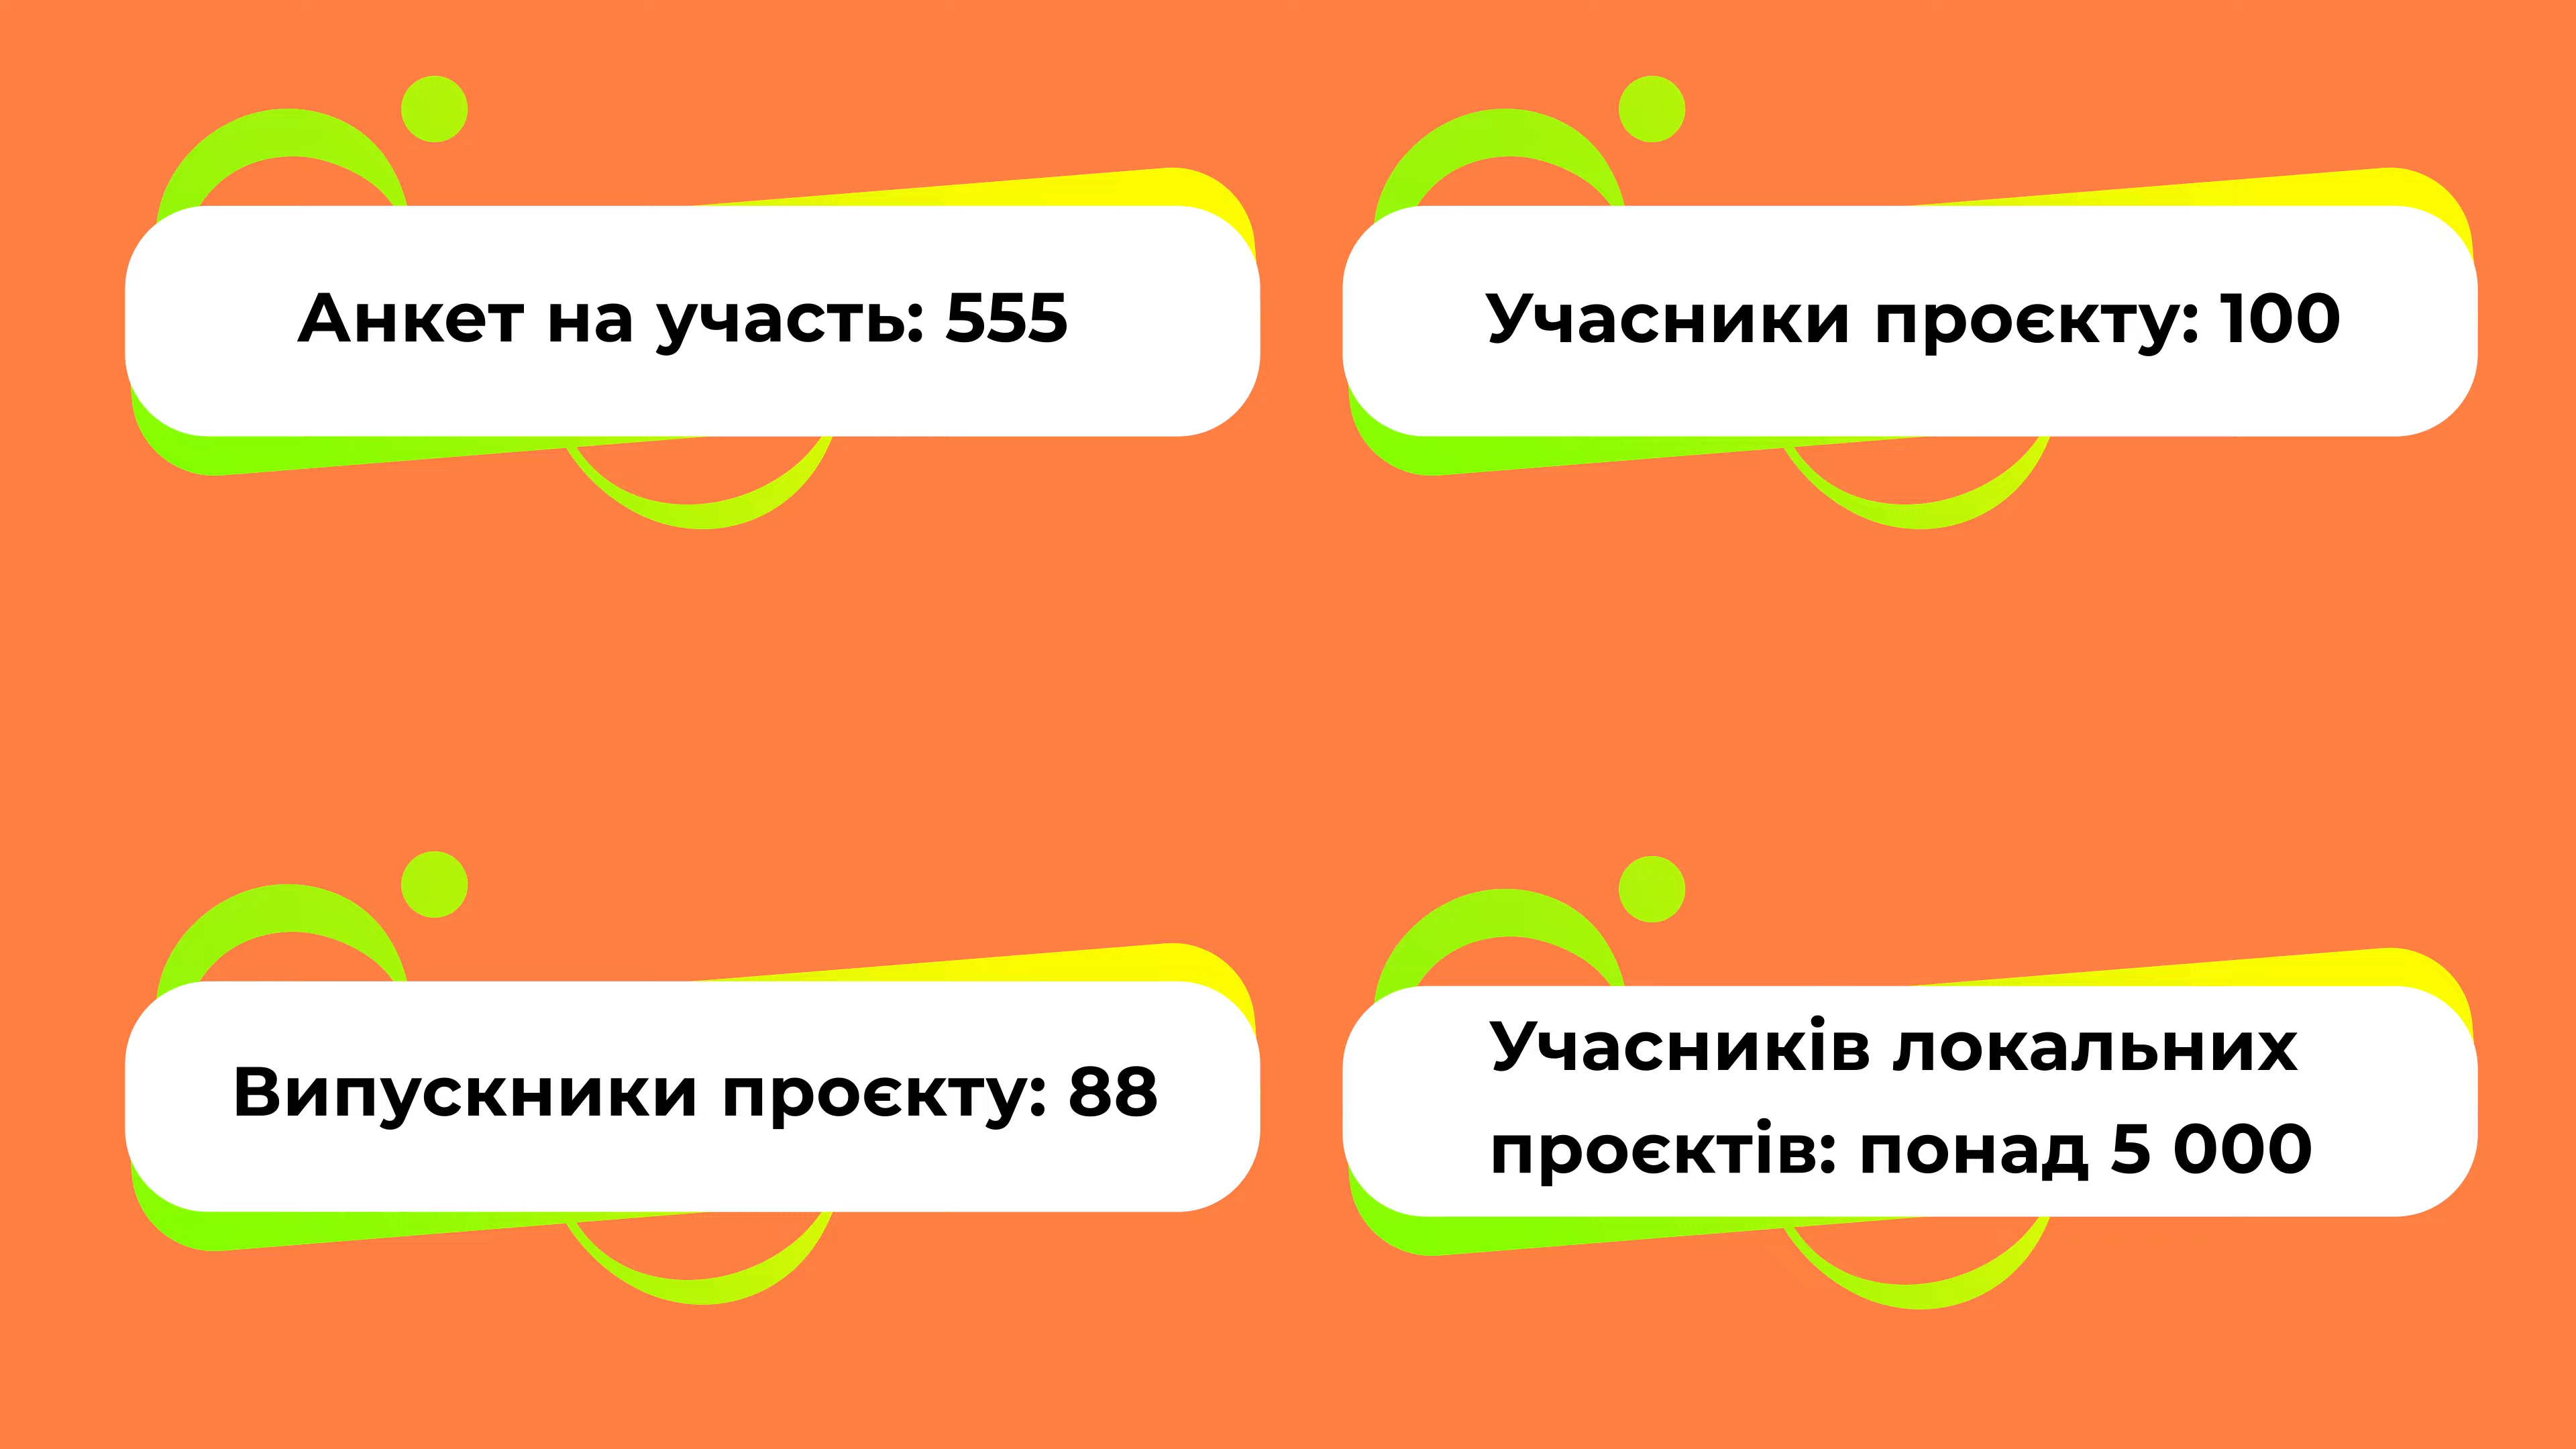 Анкет на участь: 555
Учасники проєкту: 100
Випускники проєкту: 88
Учасників локальних
проєктів: понад 5 000